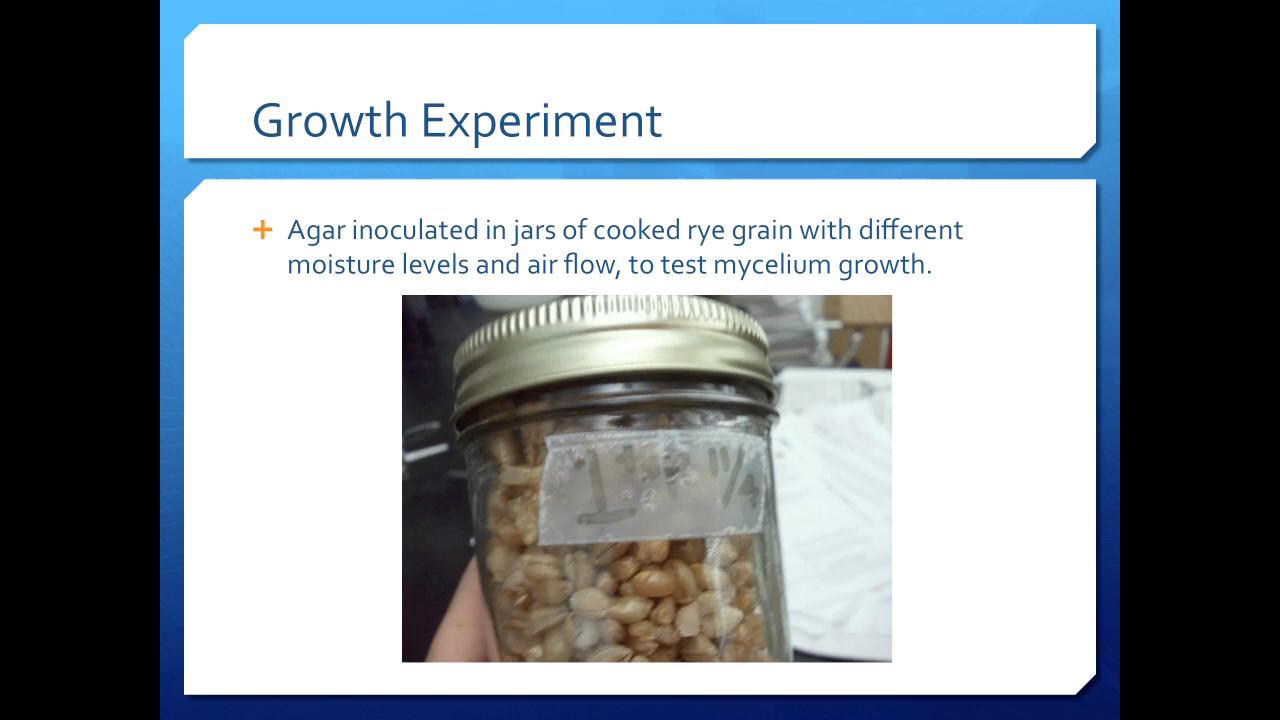 Growth Experiment
Agar inoculated in jars of cooked rye grain with different
moisture levels and air flow, to test mycelium growth.